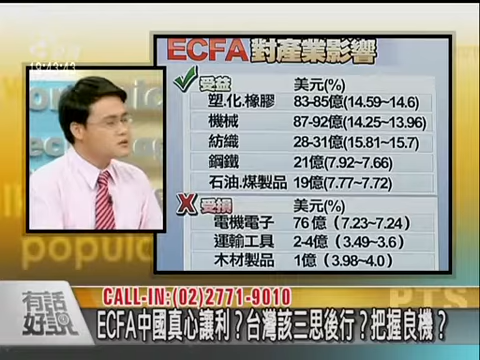 19:43:43
ECFA對產業影響
受益 美元(%)
塑.化.橡膠 83-85億(14.59~14.6)
機械 87-92億(14.25~13.96)
紡織 28-31億(15.81~15.7)
鋼鐵 21億(7.92~7.66)
石油.煤製品 19億(7.77~7.72)
受損 美元(%)
電機電子 76億(7.23~7.24)
運輸工具 2-4億(3.49~3.6)
木材製品 1億(3.98~4.0)
popul
有話好說
CALL-IN:(02)2771-9010
PTS
ECFA中國真心讓利?台灣該三思後行?把握良機?